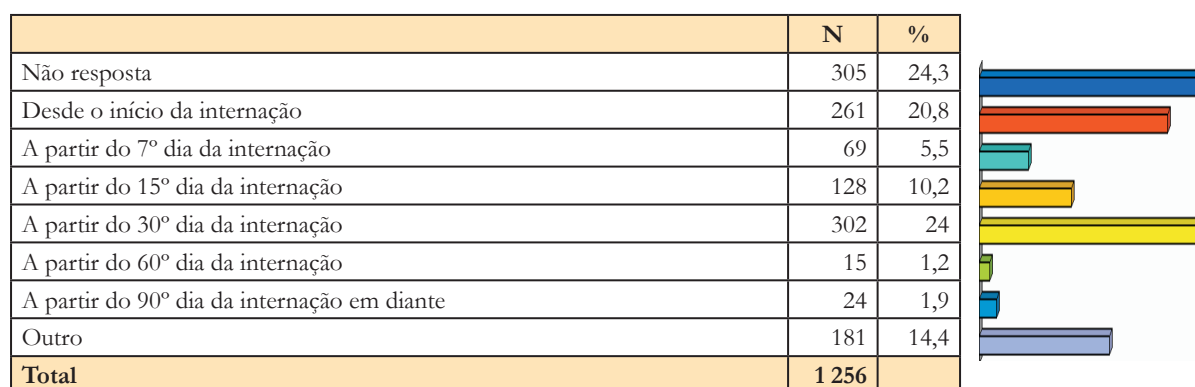 N %
Não resposta 305 24,3
Desde o início da internação 261 20,8
A partir do 7º dia da internação 69 5,5
A partir do 15º dia da internação 128 10,2
A partir do 30º dia da internação 302 24
A partir do 60º dia da internação 15 1,2
A partir do 90º dia da internação em diante 24 1,9
Outro 181 14,4
Total 1 256